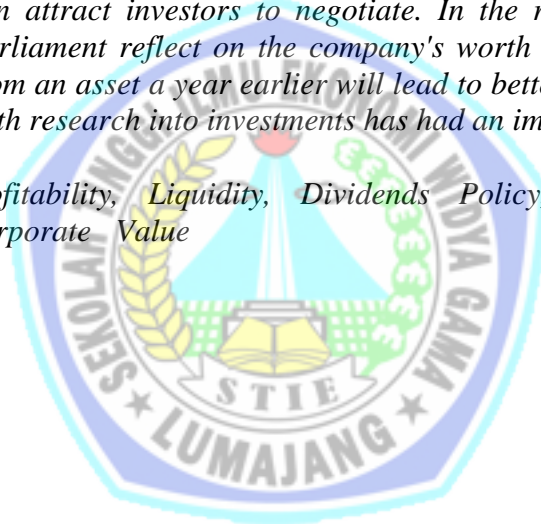 n attract investors to negotiate. In the r
rliament reflect on the company's worth
om an asset a year earlier will lead to bett
th research into investments has had an im
ofitability, Liquidity, Dividends Policy,
rporate Value
SEKOLAH TINGGI ILMU EKONOMI WIDYA GAMA
STIE
LUMAJANG